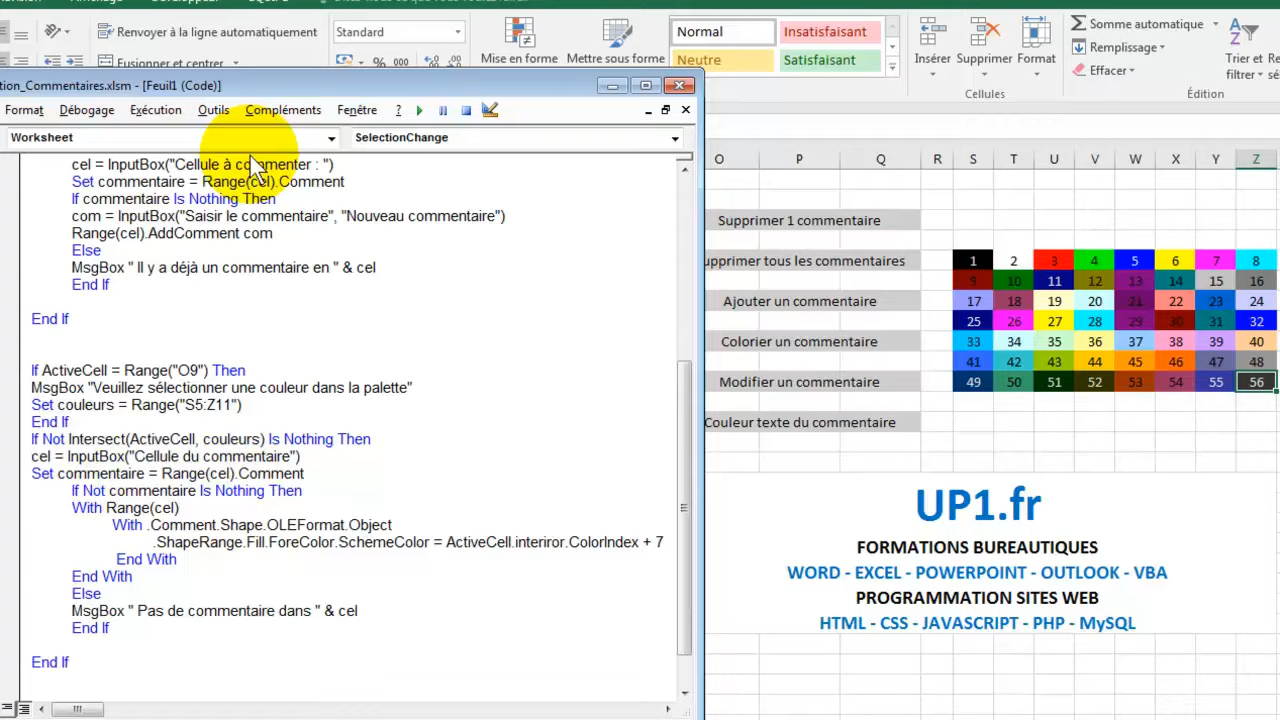 Renvoyer à la ligne automatiquement
Fusionner et centrer
Standard
% 000
Mise en forme
Mettre sous forme
Normal
Insatisfaisant
Neutre
Satisfaisant
Insérer
Supprimer
Format
Cellules
Somme automatique
Remplissage
Effacer
Trier et
filtrer
Re
sél
Édition
tion_Commentaires.xlsm - [Feuil1 (Code)]
Format Débogage Exécution Outils Compléments Fenêtre ?
Worksheet
SelectionChange
cel = InputBox("Cellule à commenter : ")
Set commentaire = Range(cel).Comment
If commentaire Is Nothing Then
com = InputBox("Saisir le commentaire", "Nouveau commentaire")
Range(cel).AddComment com
Else
MsgBox " Il y a déjà un commentaire en " & cel
End If
End If
If ActiveCell = Range("O9") Then
MsgBox "Veuillez sélectionner une couleur dans la palette"
Set couleurs = Range("S5:Z11")
End If
If Not Intersect(ActiveCell, couleurs) Is Nothing Then
cel = InputBox("Cellule du commentaire")
Set commentaire = Range(cel).Comment
If Not commentaire Is Nothing Then
With Range(cel)
With .Comment.Shape.OLEFormat.Object
.ShapeRange.Fill.ForeColor.SchemeColor = ActiveCell.interiror.ColorIndex + 7
End With
End With
Else
MsgBox " Pas de commentaire dans " & cel
End If
End If
O P Q R S T U V W X Y Z
Supprimer 1 commentaire
upprimer tous les commentaires
Ajouter un commentaire
Colorier un commentaire
Modifier un commentaire
Couleur texte du commentaire
1 2 3 4 5 6 7 8
9 10 11 12 13 14 15 16
17 18 19 20 21 22 23 24
25 26 27 28 29 30 31 32
33 34 35 36 37 38 39 40
41 42 43 44 45 46 47 48
49 50 51 52 53 54 55 56
UP1.fr
FORMATIONS BUREAUTIQUES
WORD - EXCEL - POWERPOINT - OUTLOOK - VBA
PROGRAMMATION SITES WEB
HTML - CSS - JAVASCRIPT - PHP - MySQL